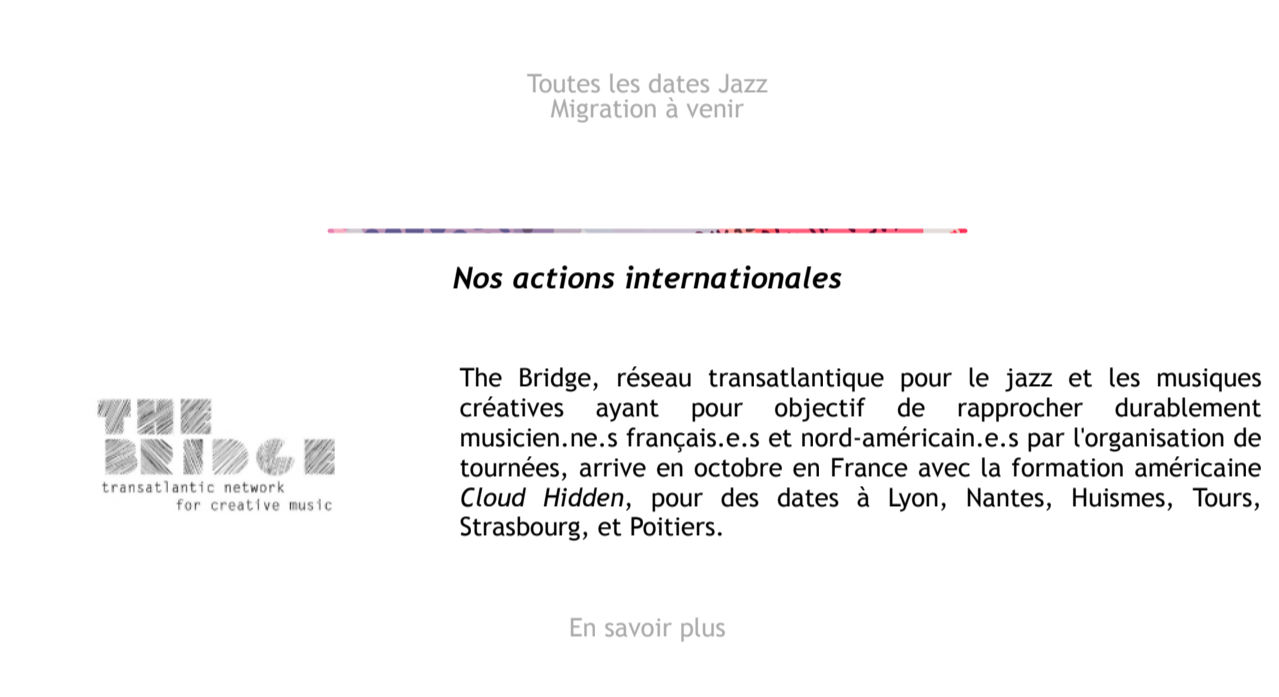 Toutes les dates Jazz
Migration à venir
Nos actions internationales
The Bridge, réseau transatlantique pour le jazz et les musiques
créatives ayant pour objectif de rapprocher durablement
musicien.ne.s français.e.s et nord-américain.e.s par l'organisation de
tournées, arrive en octobre en France avec la formation américaine
Cloud Hidden, pour des dates à Lyon, Nantes, Huismes, Tours,
Strasbourg, et Poitiers.
THE
BRIDGE
transatlantic network
for creative music
En savoir plus